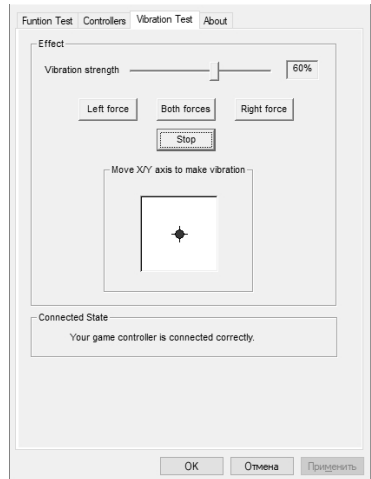 Funtion Test Controllers Vibration Test About
Effect
Vibration strength 60%
Left force Both forces Right force
Stop
Move X/Y axis to make vibration
Connected State
Your game controller is connected correctly.
OK Отмена Применить